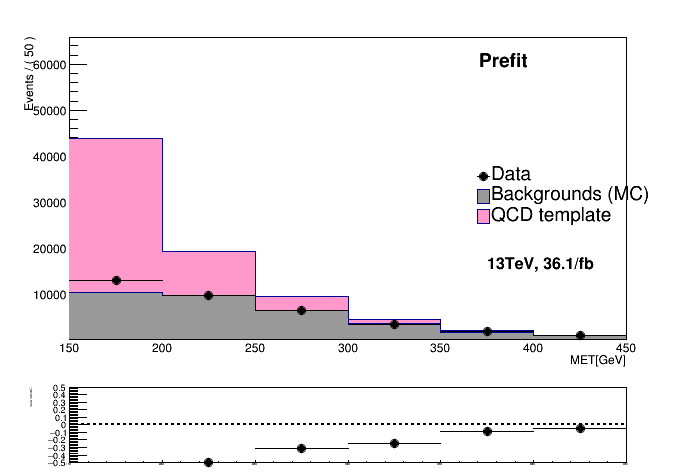 Prefit
Events / ( 50 )
60000
50000
40000
30000
20000
10000
Data
Backgrounds (MC)
QCD template
13TeV, 36.1/fb
150 200 250 300 350 400 450
MET[GeV]
0.5
0.4
0.3
0.2
0.1
0
−0.1
−0.2
−0.3
−0.4
−0.5